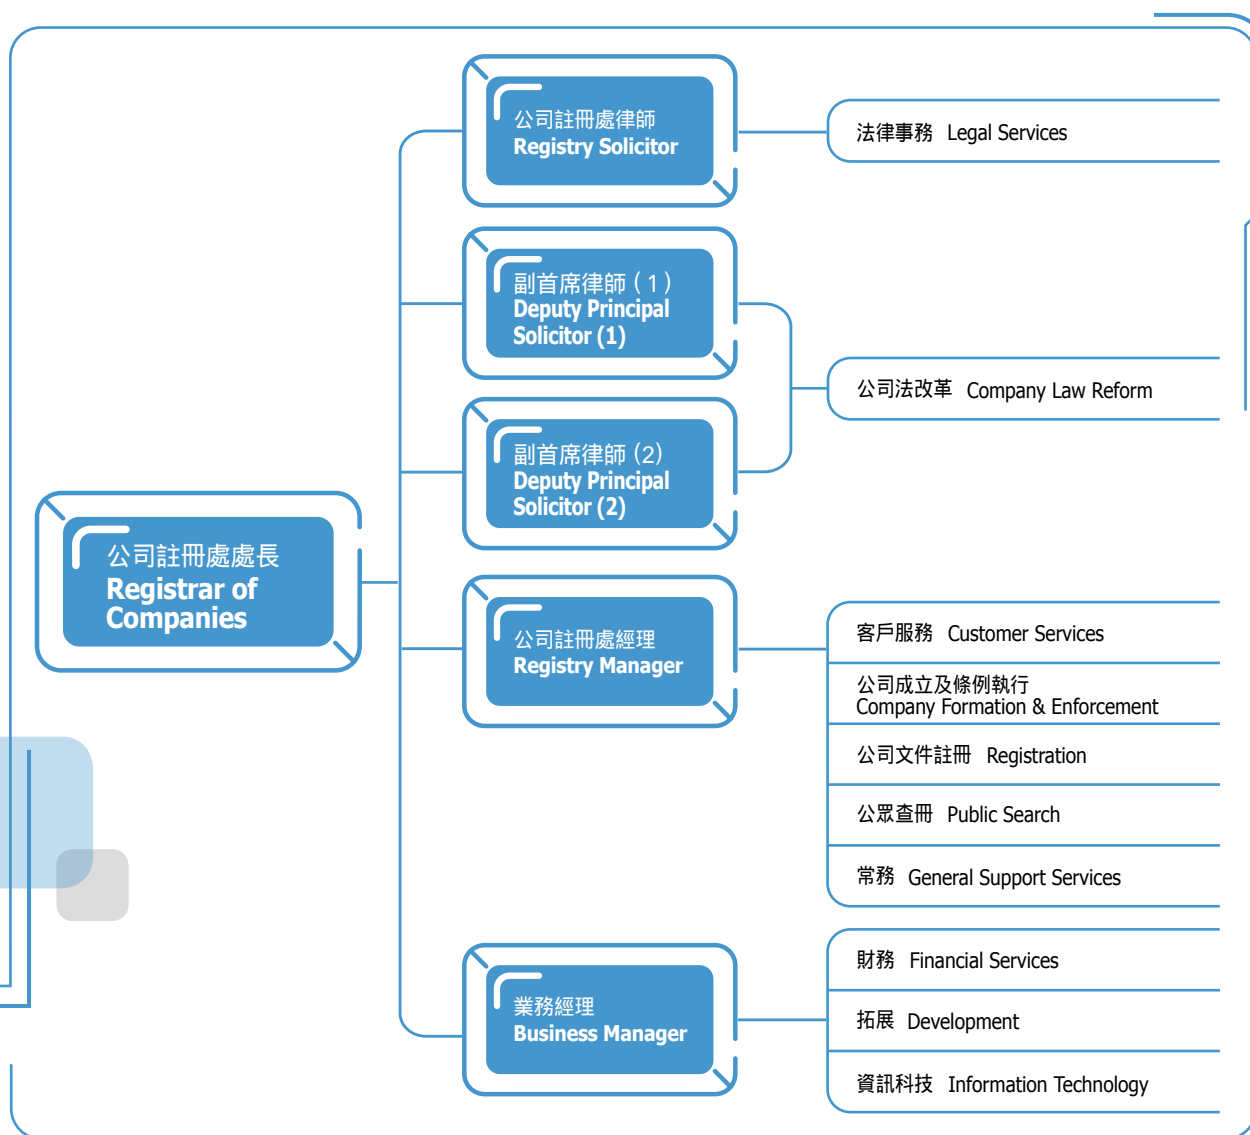 公司註冊處處長
Registrar of
Companies
公司註冊處律師
Registry Solicitor
法律事務 Legal Services
副首席律師(1)
Deputy Principal
Solicitor (1)
副首席律師(2)
Deputy Principal
Solicitor (2)
公司法改革 Company Law Reform
公司註冊處經理
Registry Manager
客戶服務 Customer Services
公司成立及條例執行
Company Formation & Enforcement
公司文件註冊 Registration
公眾查冊 Public Search
常務 General Support Services
業務經理
Business Manager
財務 Financial Services
拓展 Development
資訊科技 Information Technology